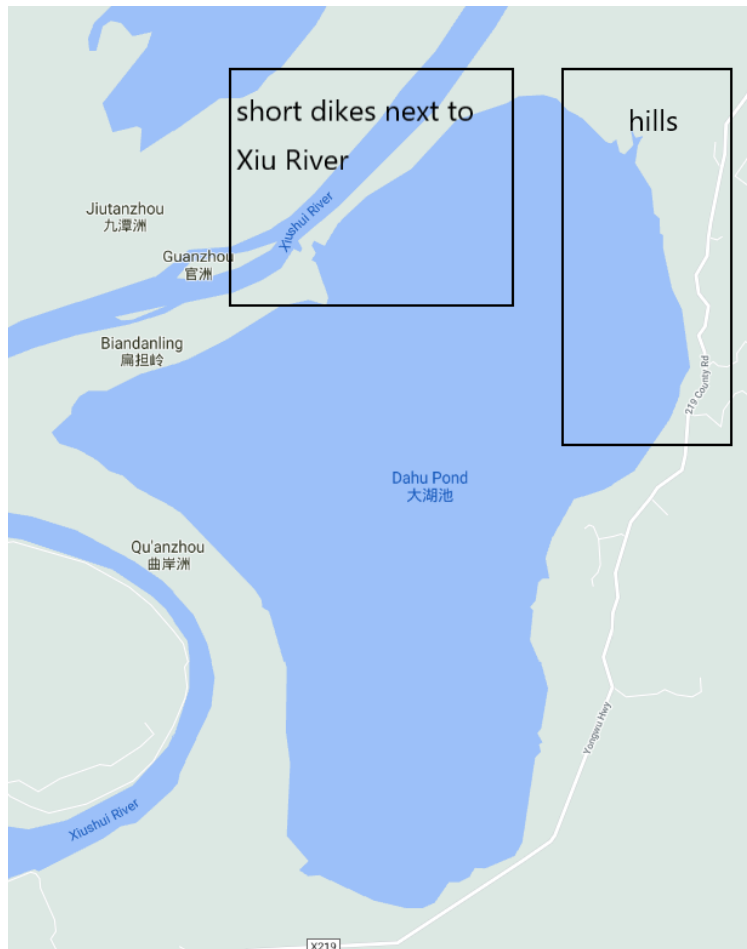 short dikes next to
Xiu River
hills
Xiushui River
Jiutanzhou
九潭洲
Guanzhou
官洲
Biandanling
扁担岭
219 County Rd
Dahu Pond
大湖池
Qu'anzhou
曲岸洲
Yongwu Hwy
Xiushui River
X219